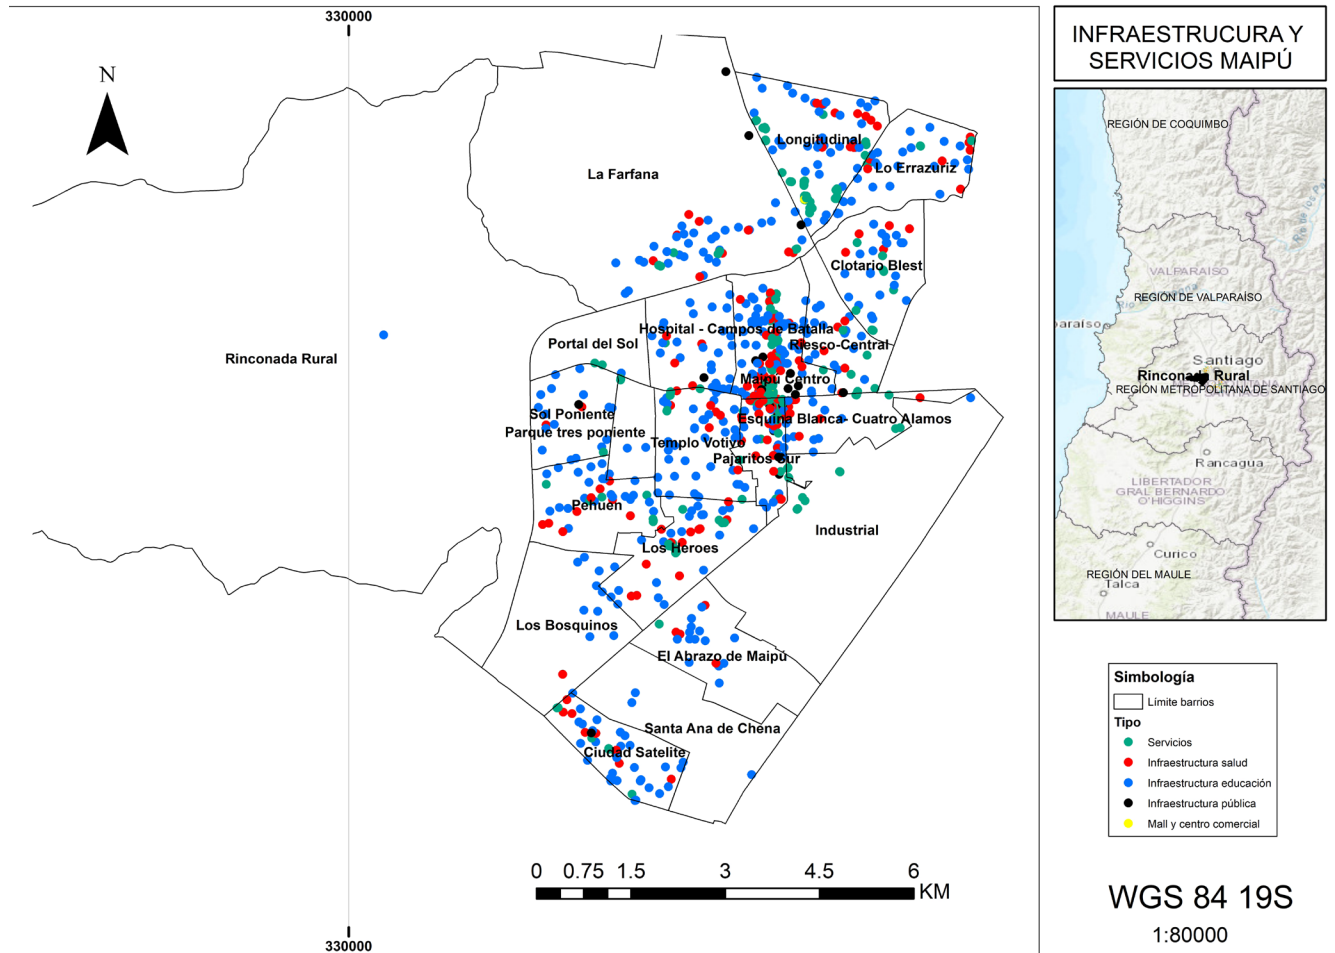 330000
N
La Farfana
Longitudinal
Lo Errazuriz
Clotario Blest
Hospital - Campos de Batalla
Portal del Sol
Riesco-Central
Rinconada Rural
Maipú Centro
Sol Poniente
Esquina Blanca- Cuatro Alamos
Parque tres poniente
Templo Votivo
Pajaritos Sur
Pehuen
Industrial
Los Heroes
Los Bosquinos
El Abrazo de Maipú
Santa Ana de Chena
Ciudad Satelite
0 0.75 1.5 3 4.5 6
KM
330000
INFRAESTRUCURA Y
SERVICIOS MAIPÚ
REGIÓN DE COQUIMBO
VALPARAÍSO
REGIÓN DE VALPARAÍSO
paraíso
Santiago
Rinconada Rural
REGIÓN METROPOLITANA DE SANTIAGO
Rancagua
LIBERTADOR
GRAL BERNARDO
O'HIGGINS
Curico
REGIÓN DEL MAULE
Talca
MAULE
Simbología
Límite barrios
Tipo
Servicios
Infraestructura salud
Infraestructura educación
Infraestructura pública
Mall y centro comercial
WGS 84 19S
1:80000